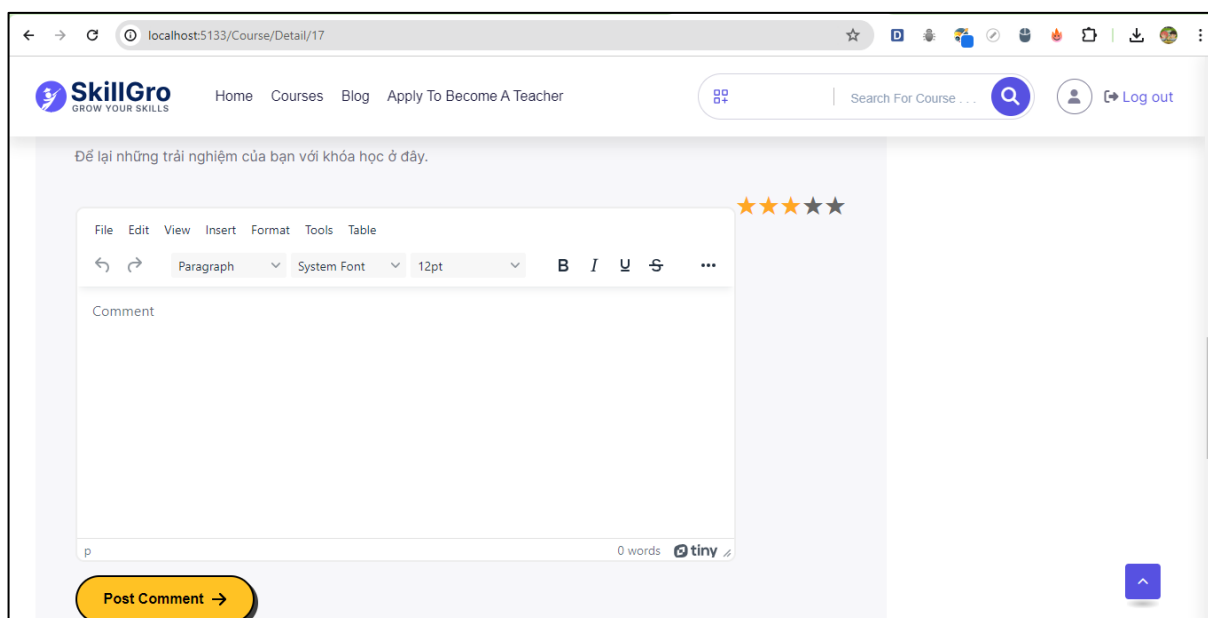 localhost:5133/Course/Detail/17
SkillGro
GROW YOUR SKILLS
Home Courses Blog Apply To Become A Teacher
Search For Course . . .
Log out
Để lại những trải nghiệm của bạn với khóa học ở đây.
File Edit View Insert Format Tools Table
Paragraph System Font 12pt B I U S ...
Comment
p 0 words tiny
Post Comment →